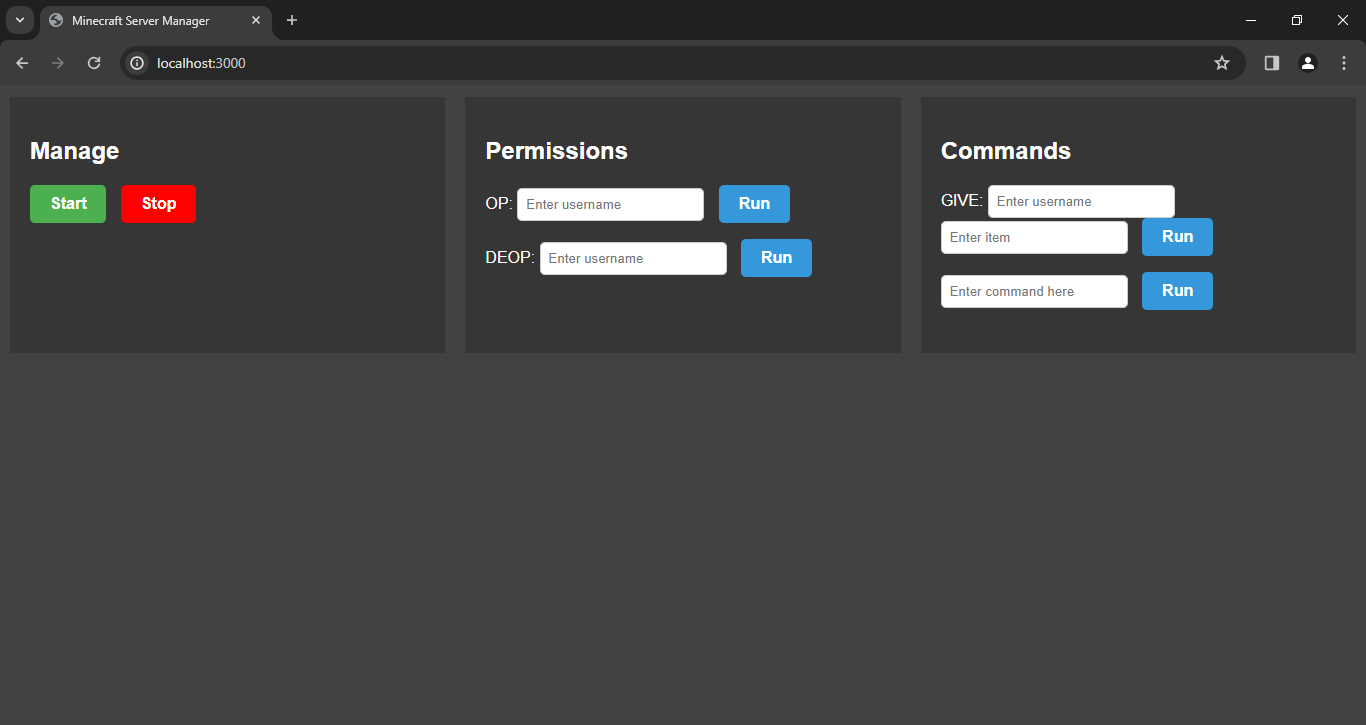 Minecraft Server Manager
localhost:3000
Manage
Start Stop
Permissions
OP: Enter username Run
DEOP: Enter username Run
Commands
GIVE: Enter username
Enter item Run
Enter command here Run